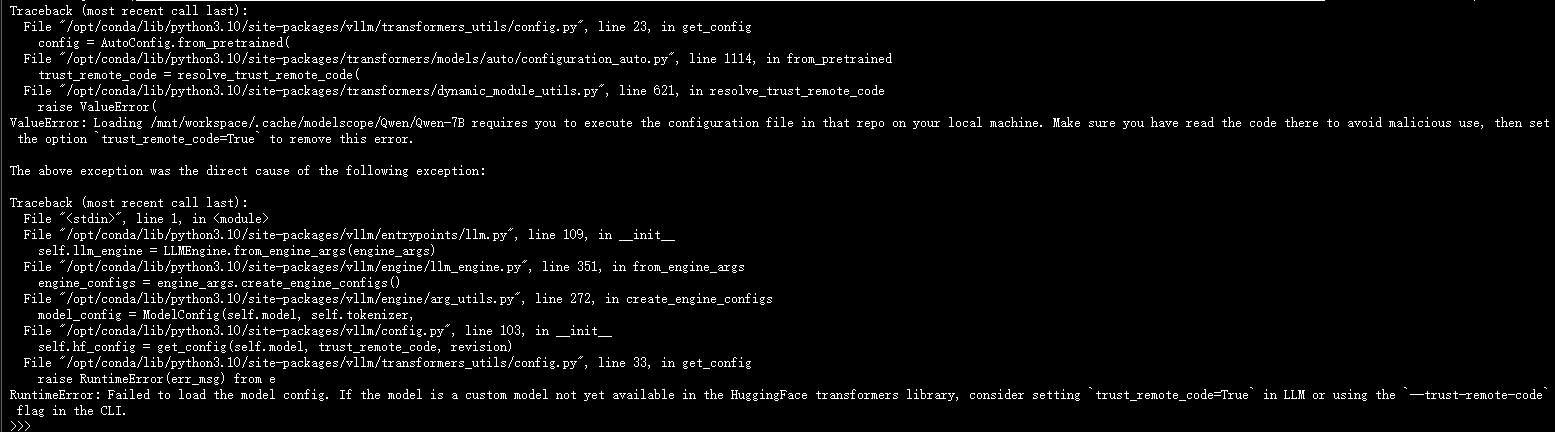 Traceback (most recent call last):
  File "/opt/conda/lib/python3.10/site-packages/vllm/transformers_utils/config.py", line 23, in get_config
    config = AutoConfig.from_pretrained(
  File "/opt/conda/lib/python3.10/site-packages/transformers/models/auto/configuration_auto.py", line 1114, in from_pretrained
    trust_remote_code = resolve_trust_remote_code(
  File "/opt/conda/lib/python3.10/site-packages/transformers/dynamic_module_utils.py", line 621, in resolve_trust_remote_code
    raise ValueError(
ValueError: Loading /mnt/workspace/.cache/modelscope/Qwen/Qwen-7B requires you to execute the configuration file in that repo on your local machine. Make sure you have read the code there to avoid malicious use, then set
 the option `trust_remote_code=True` to remove this error.

The above exception was the direct cause of the following exception:

Traceback (most recent call last):
  File "<stdin>", line 1, in <module>
  File "/opt/conda/lib/python3.10/site-packages/vllm/entrypoints/llm.py", line 109, in __init__
    self.llm_engine = LLMEngine.from_engine_args(engine_args)
  File "/opt/conda/lib/python3.10/site-packages/vllm/engine/llm_engine.py", line 351, in from_engine_args
    engine_configs = engine_args.create_engine_configs()
  File "/opt/conda/lib/python3.10/site-packages/vllm/engine/arg_utils.py", line 272, in create_engine_configs
    model_config = ModelConfig(self.model, self.tokenizer,
  File "/opt/conda/lib/python3.10/site-packages/vllm/config.py", line 103, in __init__
    self.hf_config = get_config(self.model, trust_remote_code, revision)
  File "/opt/conda/lib/python3.10/site-packages/vllm/transformers_utils/config.py", line 33, in get_config
    raise RuntimeError(err_msg) from e
RuntimeError: Failed to load the model config. If the model is a custom model not yet available in the HuggingFace transformers library, consider setting `trust_remote_code=True` in LLM or using the `--trust-remote-code`
 flag in the CLI.
>>>